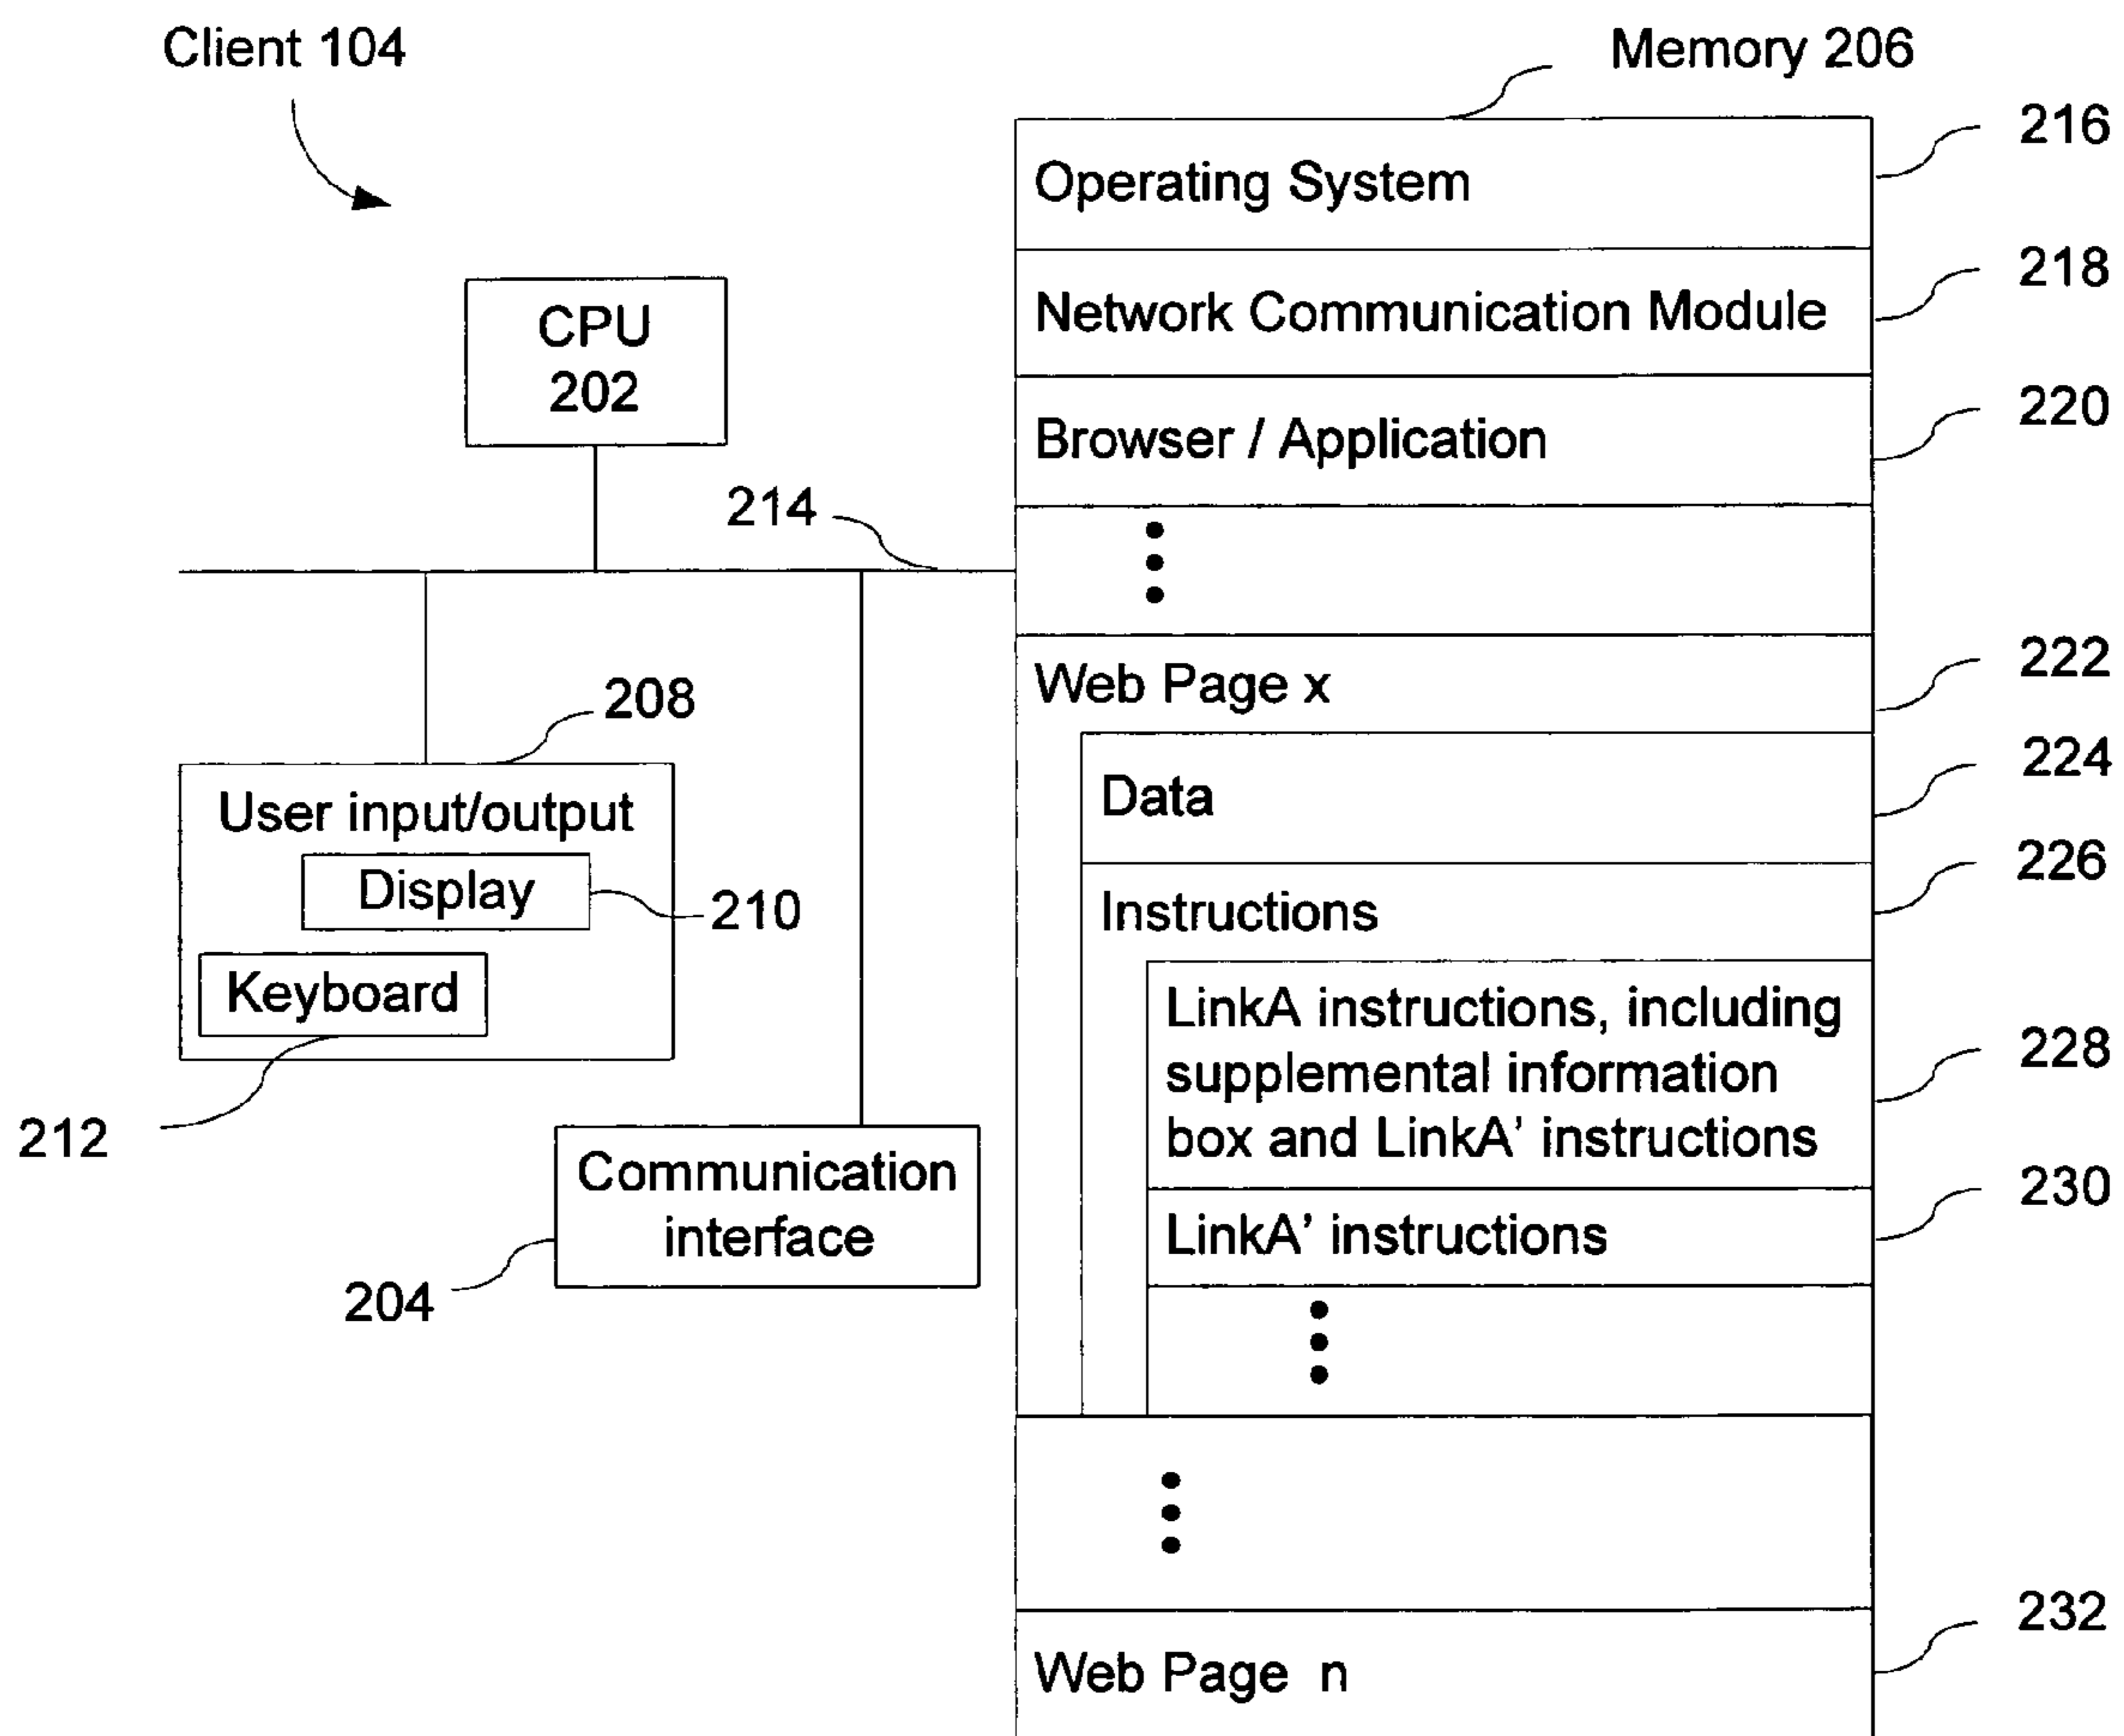 Client 104
Memory 206
216
Operating System
218
Network Communication Module
CPU
202
220
Browser / Application
214
222
Web Page x
208
224
Data
User input/output
Display
210
226
Instructions
Keyboard
212
LinkA instructions, including
supplemental information
box and LinkA’ instructions
228
Communication
interface
204
230
LinkA’ instructions
232
Web Page n